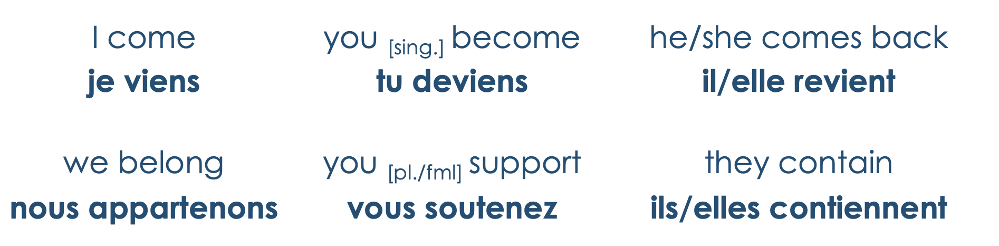 I come
je viens
you [sing.] become
tu deviens
he/she comes back
il/elle revient
we belong
nous appartenons
you [pl./fml] support
vous soutenez
they contain
ils/elles contiennent